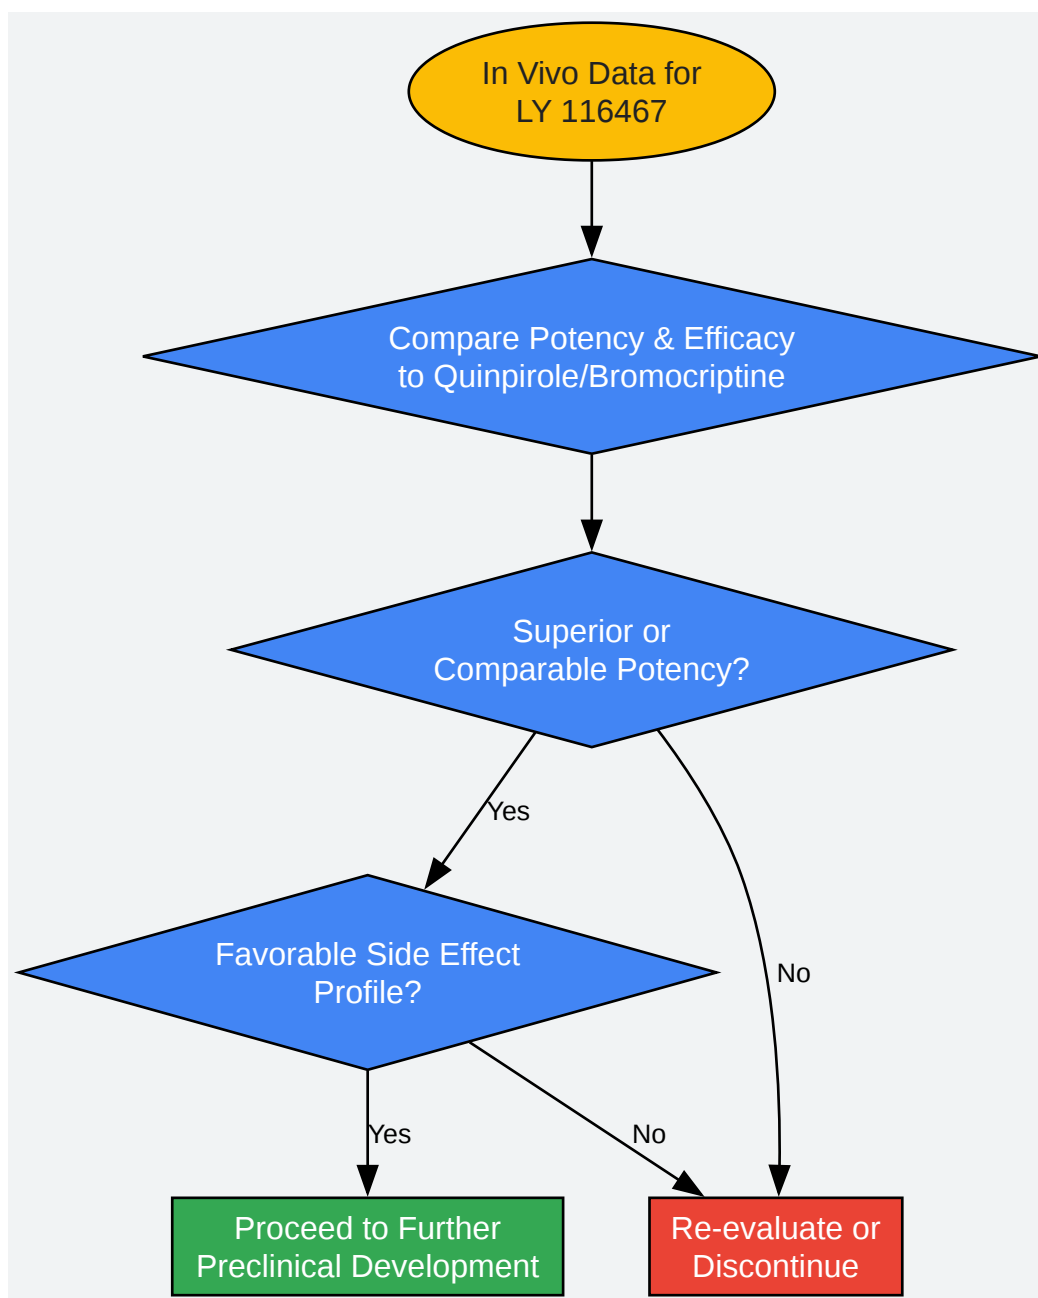 In Vivo Data for
LY 116467
Compare Potency & Efficacy
to Quinpirole/Bromocriptine
Superior or
Comparable Potency?
Yes
Favorable Side Effect
Profile?
No
Yes
No
Proceed to Further
Preclinical Development
Re-evaluate or
Discontinue